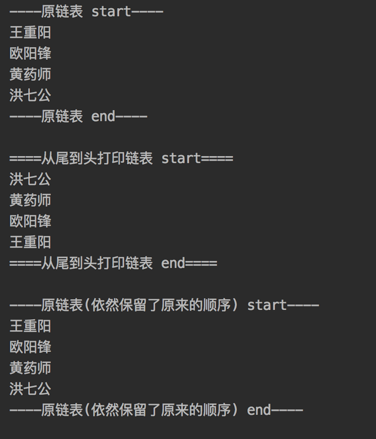 ----原链表 start----
王重阳
欧阳锋
黄药师
洪七公
----原链表 end----
====从尾到头打印链表 start====
洪七公
黄药师
欧阳锋
王重阳
====从尾到头打印链表 end====
----原链表(依然保留了原来的顺序) start----
王重阳
欧阳锋
黄药师
洪七公
----原链表(依然保留了原来的顺序) end----